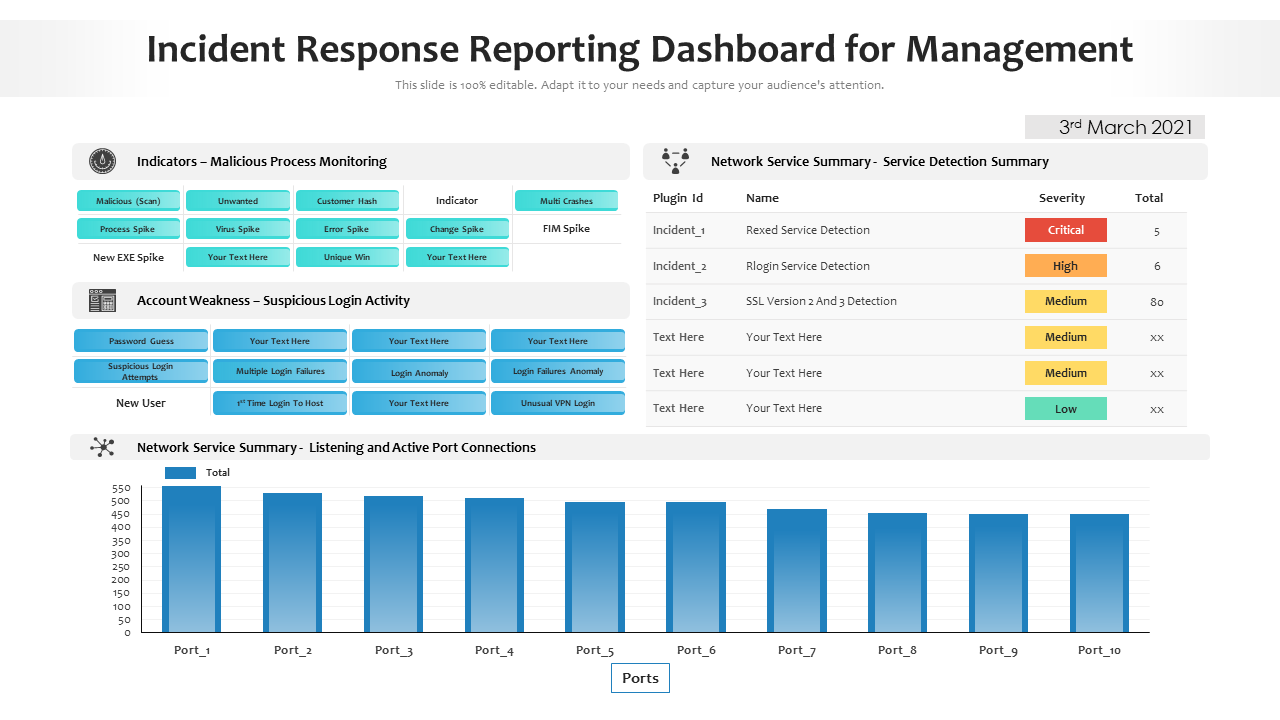 Incident Response Reporting Dashboard for Management
This slide is 100% editable. Adapt it to your needs and capture your audience's attention.
3rd March 2021
Indicators – Malicious Process Monitoring
Malicious (Scan) Unwanted Customer Hash Indicator Multi Crashes
Process Spike Virus Spike Error Spike Change Spike FIM Spike
New EXE Spike Your Text Here Unique Win Your Text Here
Account Weakness – Suspicious Login Activity
Password Guess Your Text Here Your Text Here Your Text Here
Suspicious Login
Attempts
Multiple Login Failures Login Anomaly Login Failures Anomaly
New User 1st Time Login To Host Your Text Here Unusual VPN Login
Network Service Summary - Service Detection Summary
Plugin Id Name Severity Total
Incident_1 Rexed Service Detection Critical 5
Incident_2 Rlogin Service Detection High 6
Incident_3 SSL Version 2 And 3 Detection Medium 80
Text Here Your Text Here Medium xx
Text Here Your Text Here Medium xx
Text Here Your Text Here Low xx
Network Service Summary - Listening and Active Port Connections
Total
550
500
450
400
350
300
250
200
150
100
50
0
Port_1 Port_2 Port_3 Port_4 Port_5 Port_6 Port_7 Port_8 Port_9 Port_10
Ports